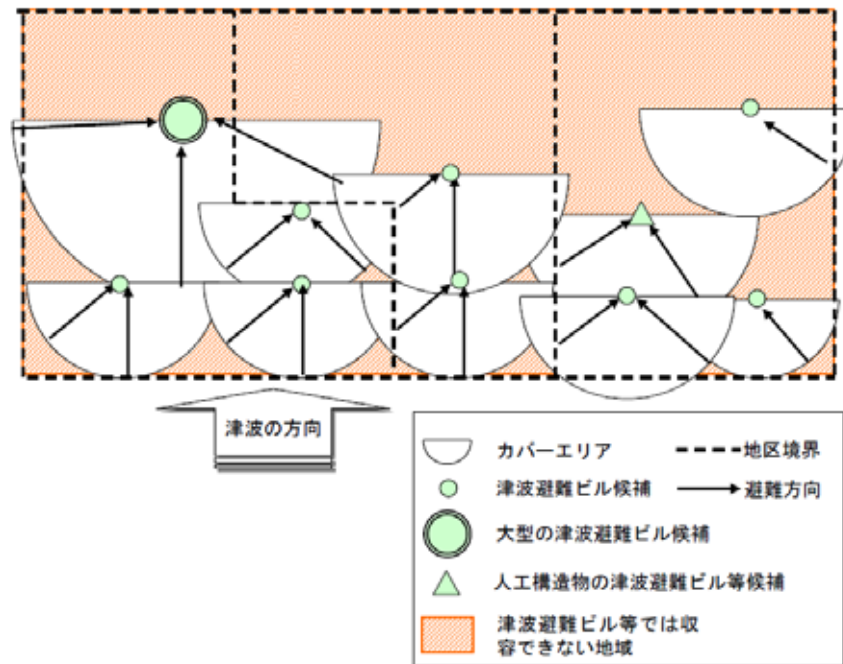 津波の方向
カバーエリア
地区境界
津波避難ビル候補
避難方向
大型の津波避難ビル候補
人工構造物の津波避難ビル等候補
津波避難ビル等では収
容できない地域